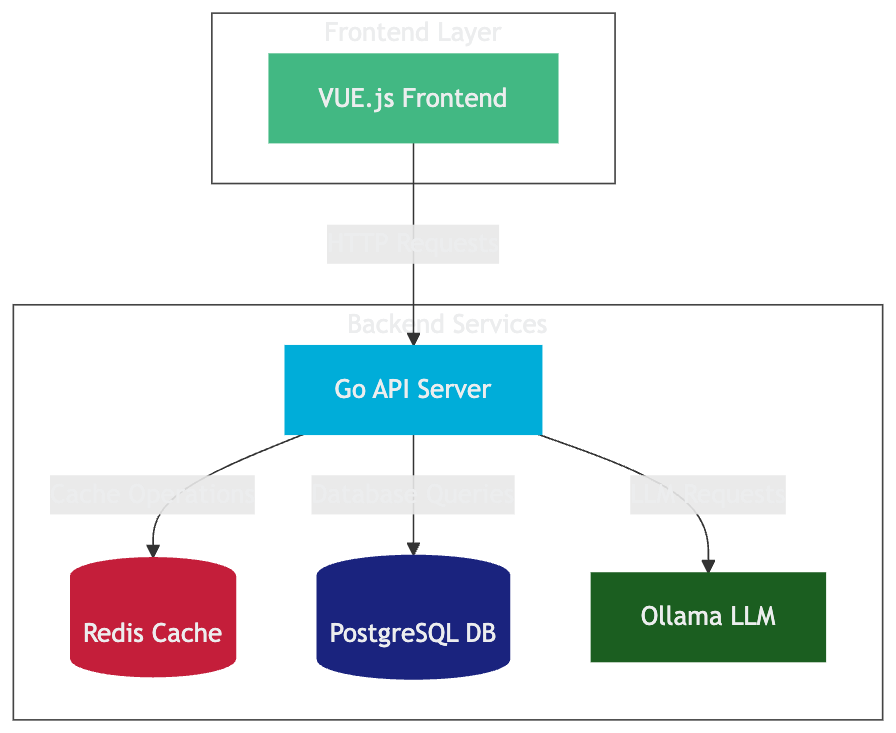 Frontend Layer
VUE.js Frontend
HTTP Requests
Backend Services
Go API Server
Cache Operations
Database Queries
LLM Requests
Redis Cache
PostgreSQL DB
Ollama LLM